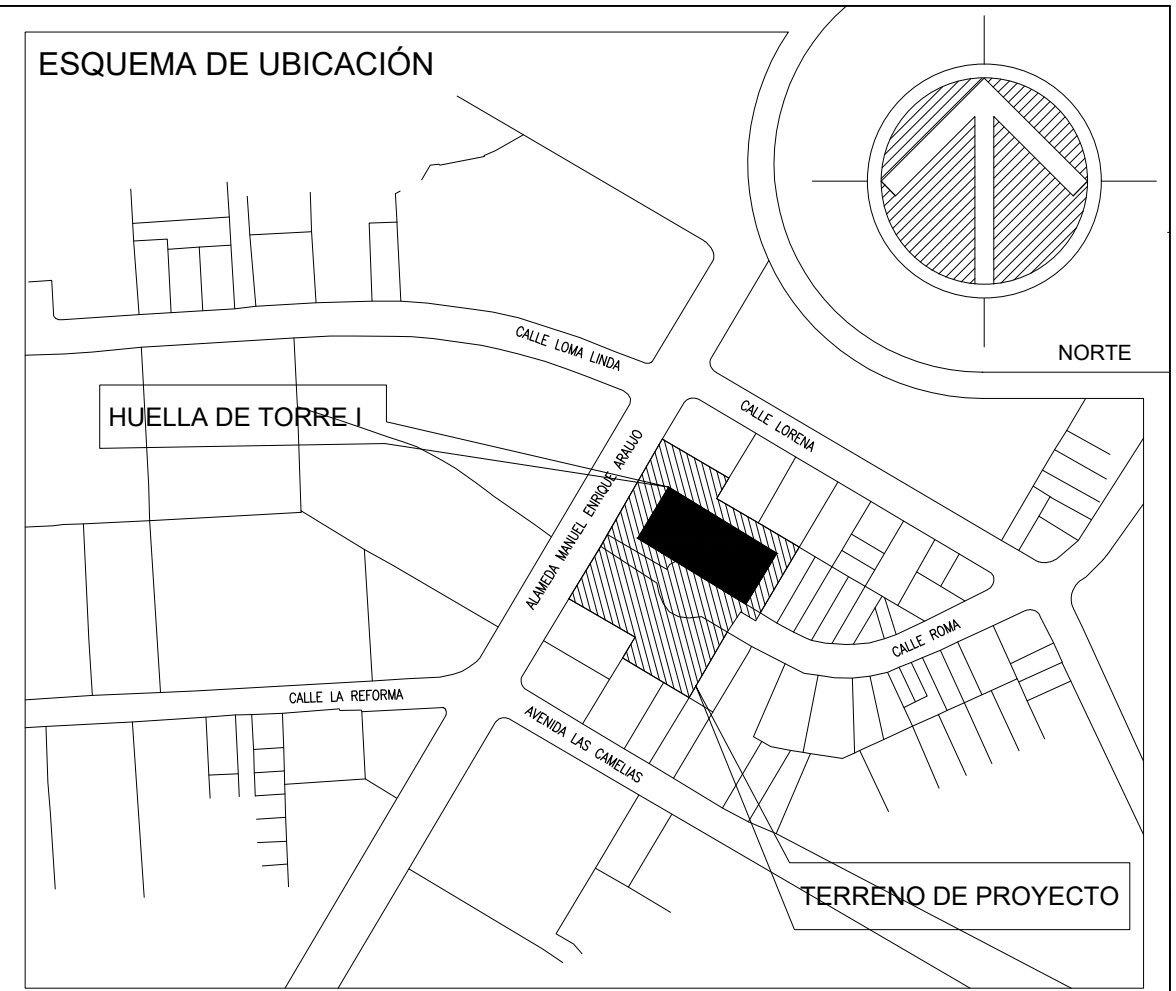 ESQUEMA DE UBICACIÓN
NORTE
CALLE LOMA LINDA
HUELLA DE TORRE I
CALLE LORENA
ALAMEDA MANUEL ENRIQUE ARAUJO
CALLE ROMA
CALLE LA REFORMA
AVENIDA LAS CAMELIAS
TERRENO DE PROYECTO